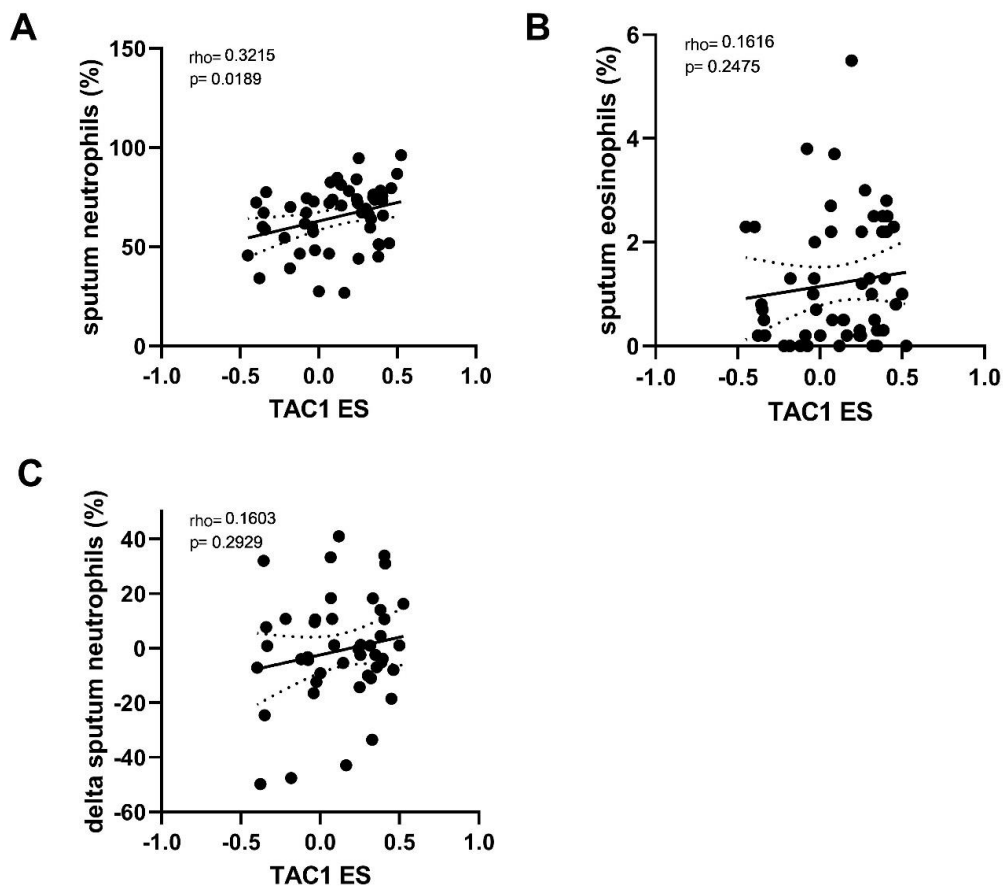 A
rho= 0.3215
p= 0.0189
150
100
50
0
sputum neutrophils (%)
-1.0 -0.5 0.0 0.5 1.0
TAC1 ES
B
rho= 0.1616
p= 0.2475
6
4
2
0
sputum eosinophils (%)
-1.0 -0.5 0.0 0.5 1.0
TAC1 ES
C
rho= 0.1603
p= 0.2929
40
20
0
-20
-40
-60
delta sputum neutrophils (%)
-1.0 -0.5 0.0 0.5 1.0
TAC1 ES